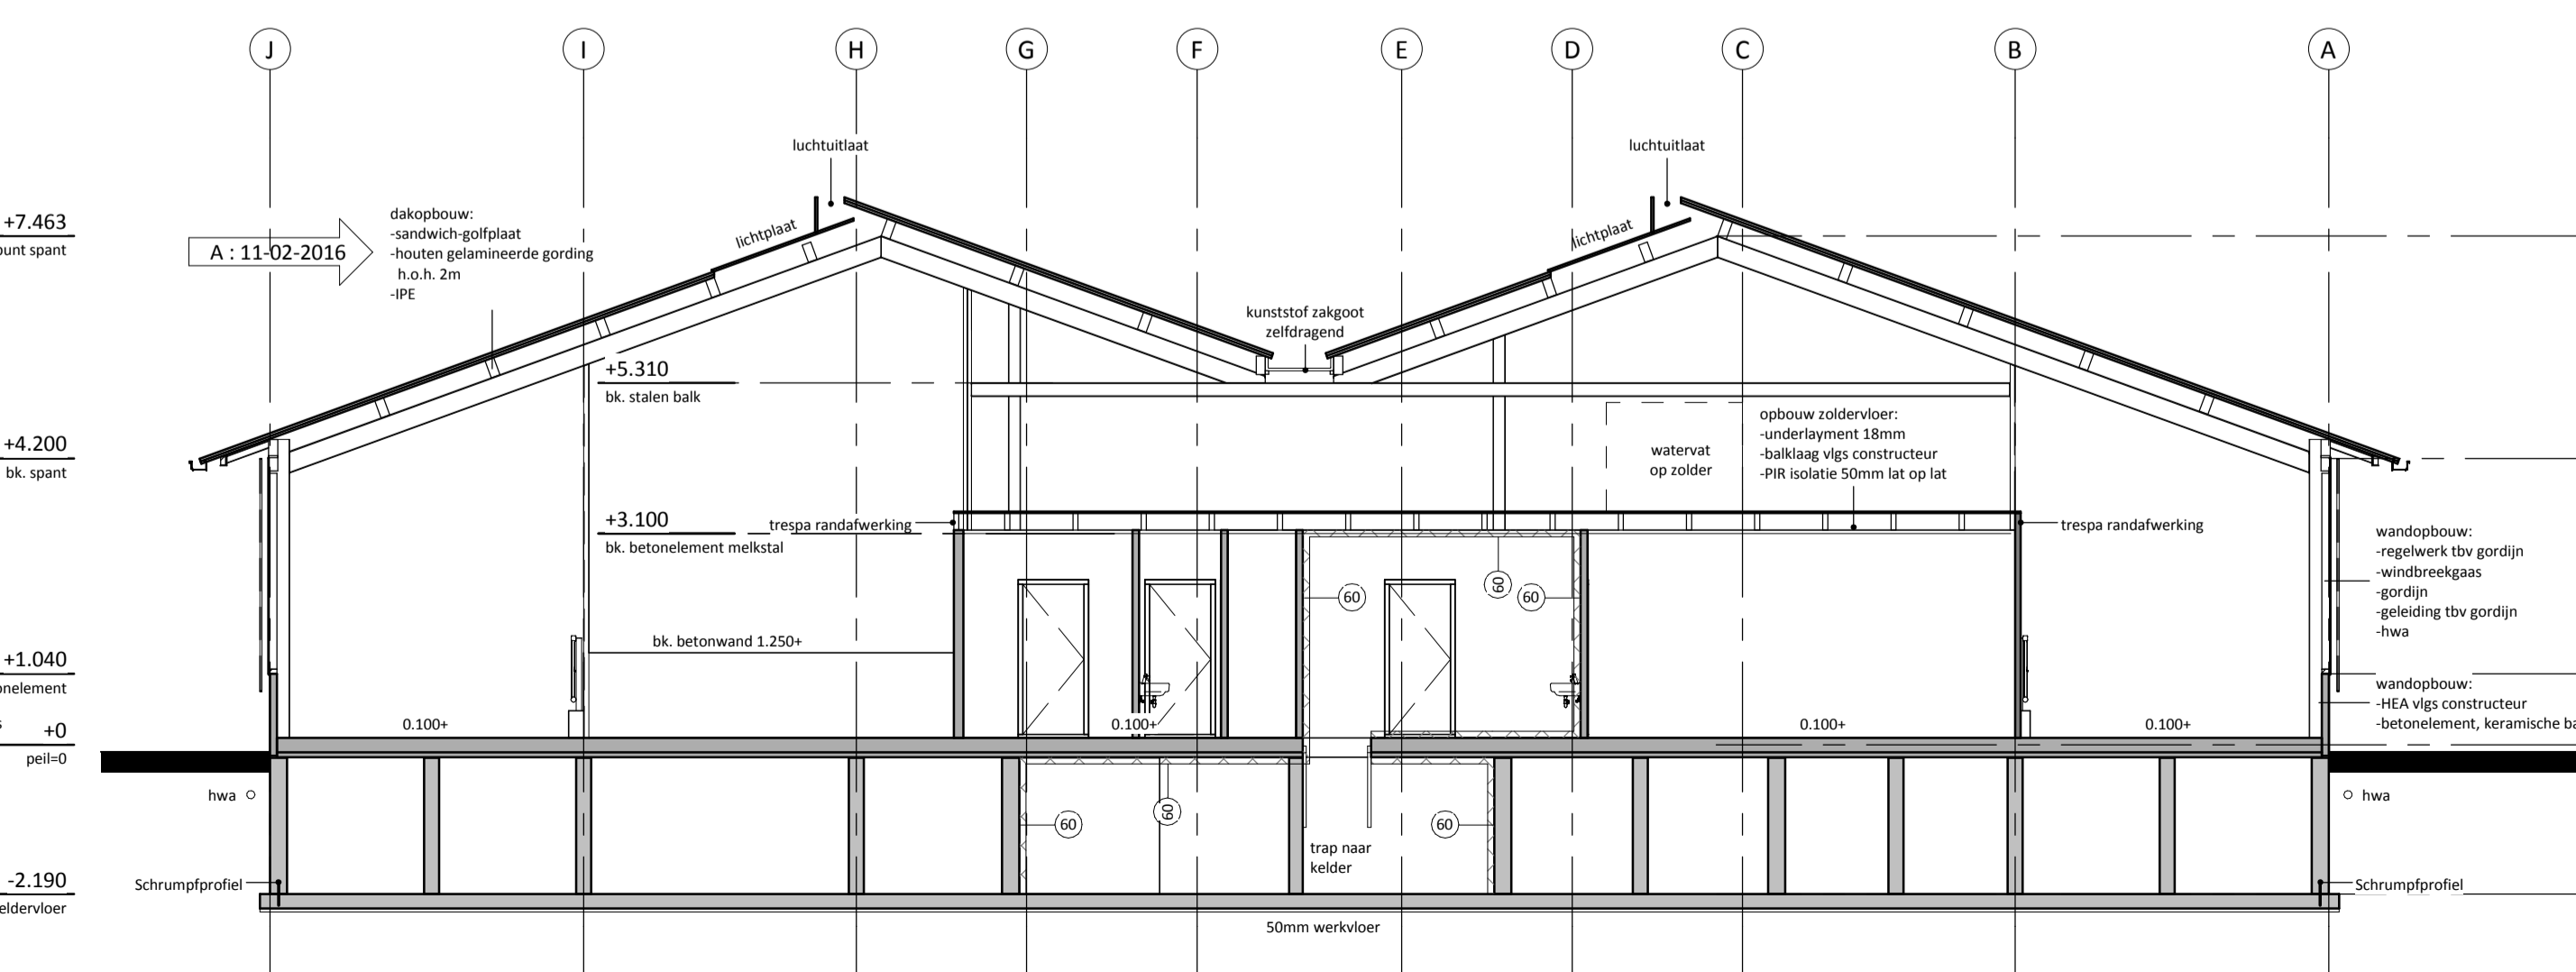 J I H G F E D C B A
luchtuitlaat
luchtuitlaat
+7.463
punt spant
A : 11-02-2016
dakopbouw:
-sandwich-golfplaat
-houten gelamineerde gording
h.o.h. 2m
-IPE
lichtplaat
lichtplaat
kunststof zakgoot
zelfdragend
+5.310
bk. stalen balk
+4.200
bk. spant
watervat
op zolder
opbouw zoldervloer:
-underlayment 18mm
-balklaag vlgs constructeur
-PIR isolatie 50mm lat op lat
+3.100
bk. betonelement melkstal
trespa randafwerking
trespa randafwerking
wandopbouw:
-regelwerk tbv gordijn
-windbreekgaas
-gordijn
-geleiding tbv gordijn
-hwa
60
60
60
bk. betonwand 1.250+
+1.040
wandopbouw:
-HEA vlgs constructeur
-betonelement, keramische
0.100+
0.100+
0.100+
0.100+
+0
peil=0
hwa
hwa
60
60
60
trap naar
kelder
-2.190
Schrumpfprofiel
Schrumpfprofiel
50mm werkvloer